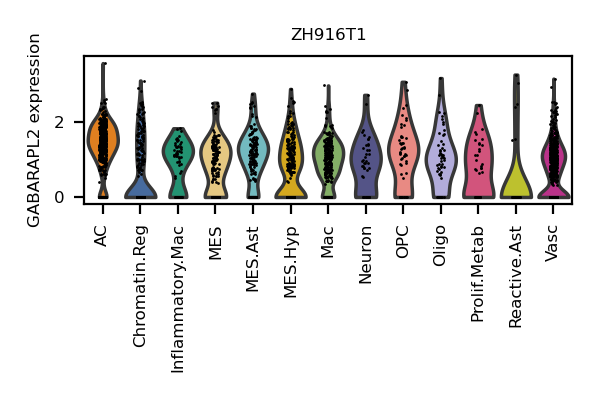 ZH916T1
GABARAPL2 expression
2
0
AC
Chromatin.Reg
Inflammatory.Mac
MES
MES.Ast
MES.Hyp
Mac
Neuron
OPC
Oligo
Prolif.Metab
Reactive.Ast
Vasc